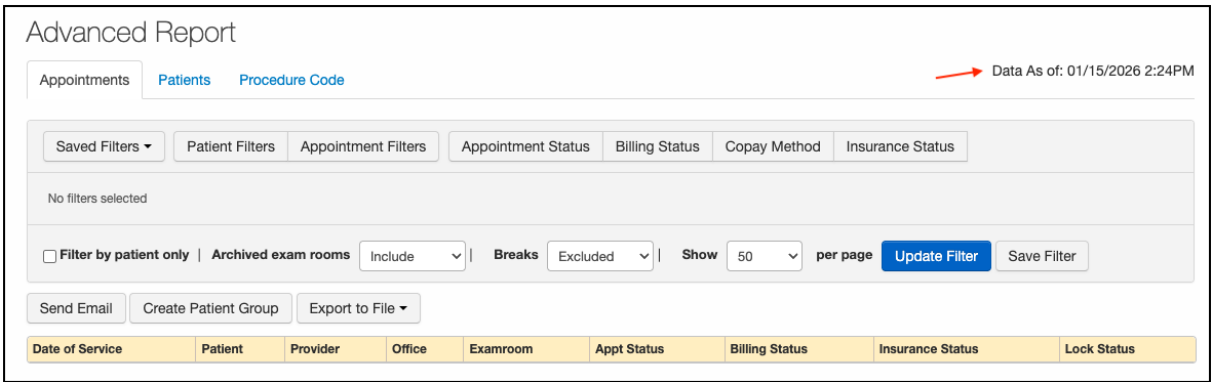 Advanced Report
Appointments Patients Procedure Code Data As of: 01/15/2026 2:24PM
Saved Filters Patient Filters Appointment Filters Appointment Status Billing Status Copay Method Insurance Status
No filters selected
Filter by patient only | Archived exam rooms Include | Breaks Excluded | Show 50 per page Update Filter Save Filter
Send Email Create Patient Group Export to File
Date of Service Patient Provider Office Examroom Appt Status Billing Status Insurance Status Lock Status